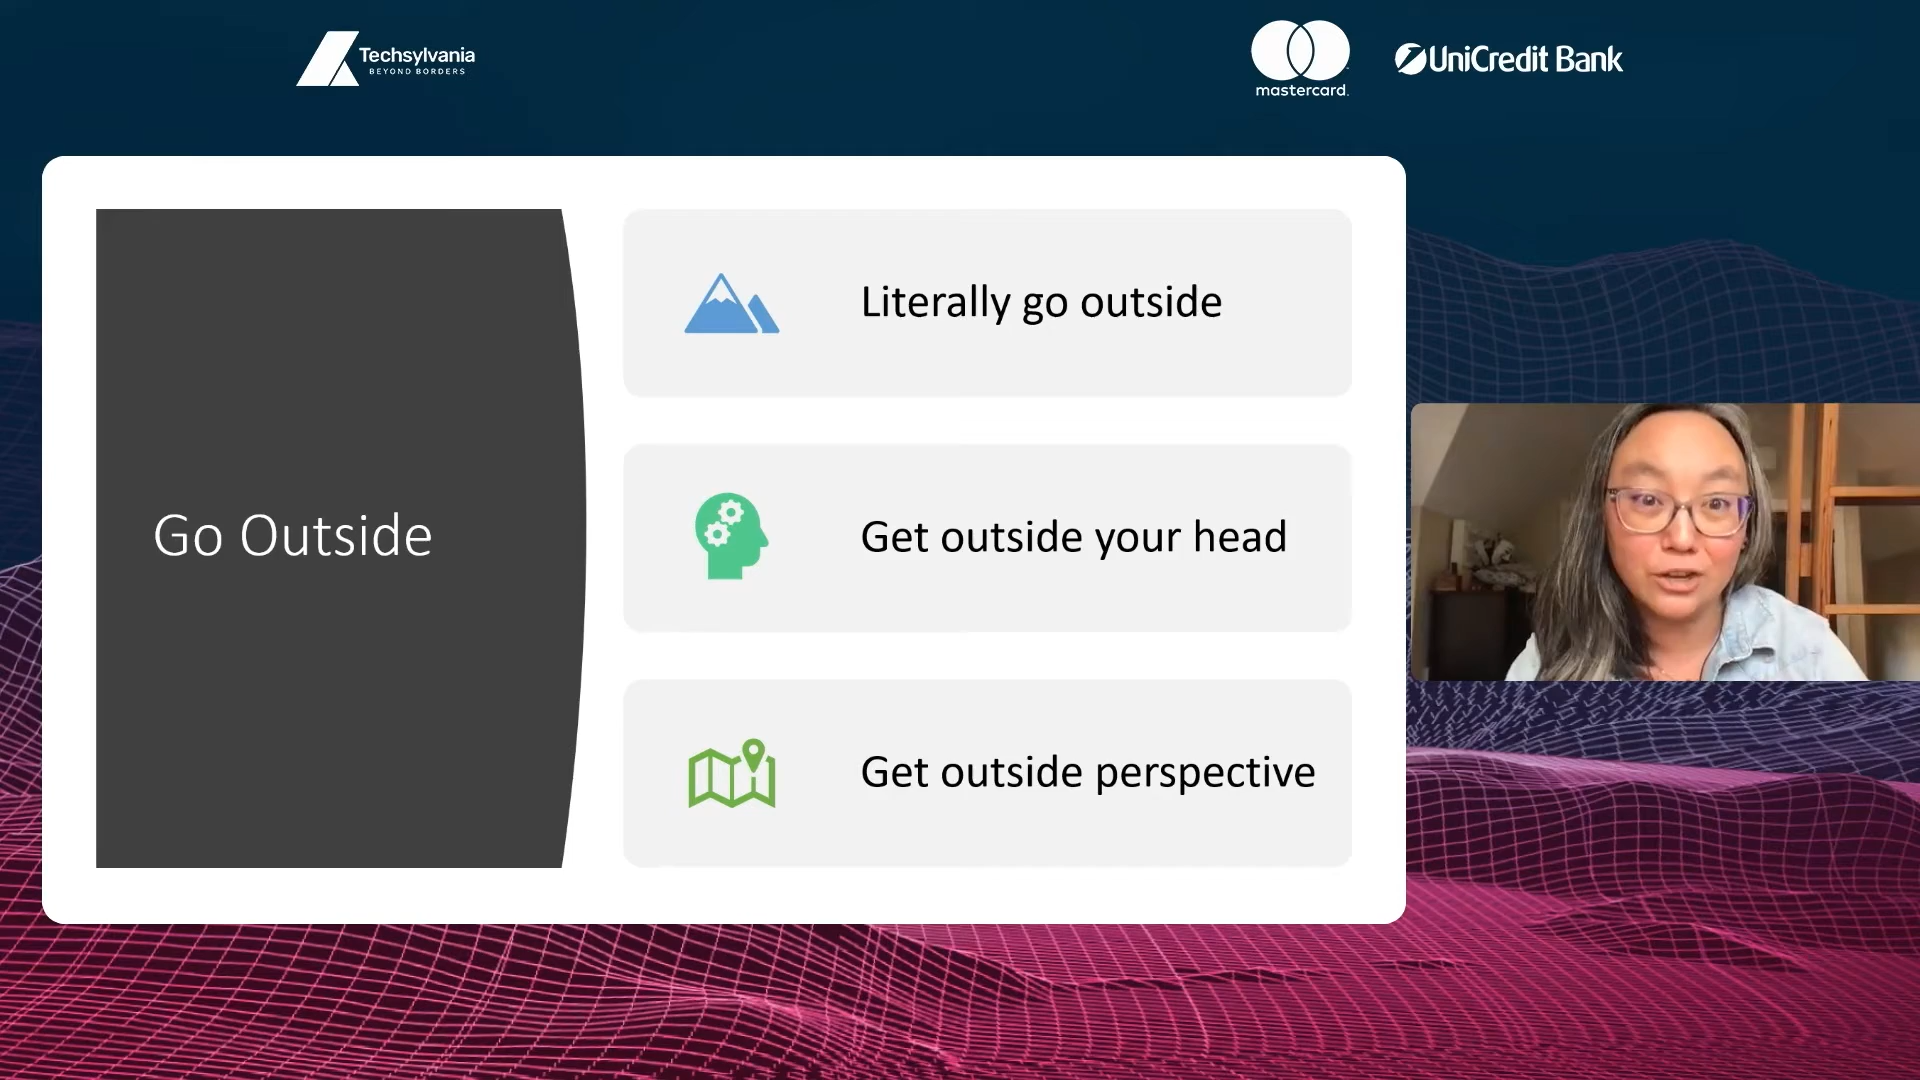 Techsylvania
BEYOND BORDERS
mastercard.
UniCredit Bank
Go Outside
Literally go outside
Get outside your head
Get outside perspective